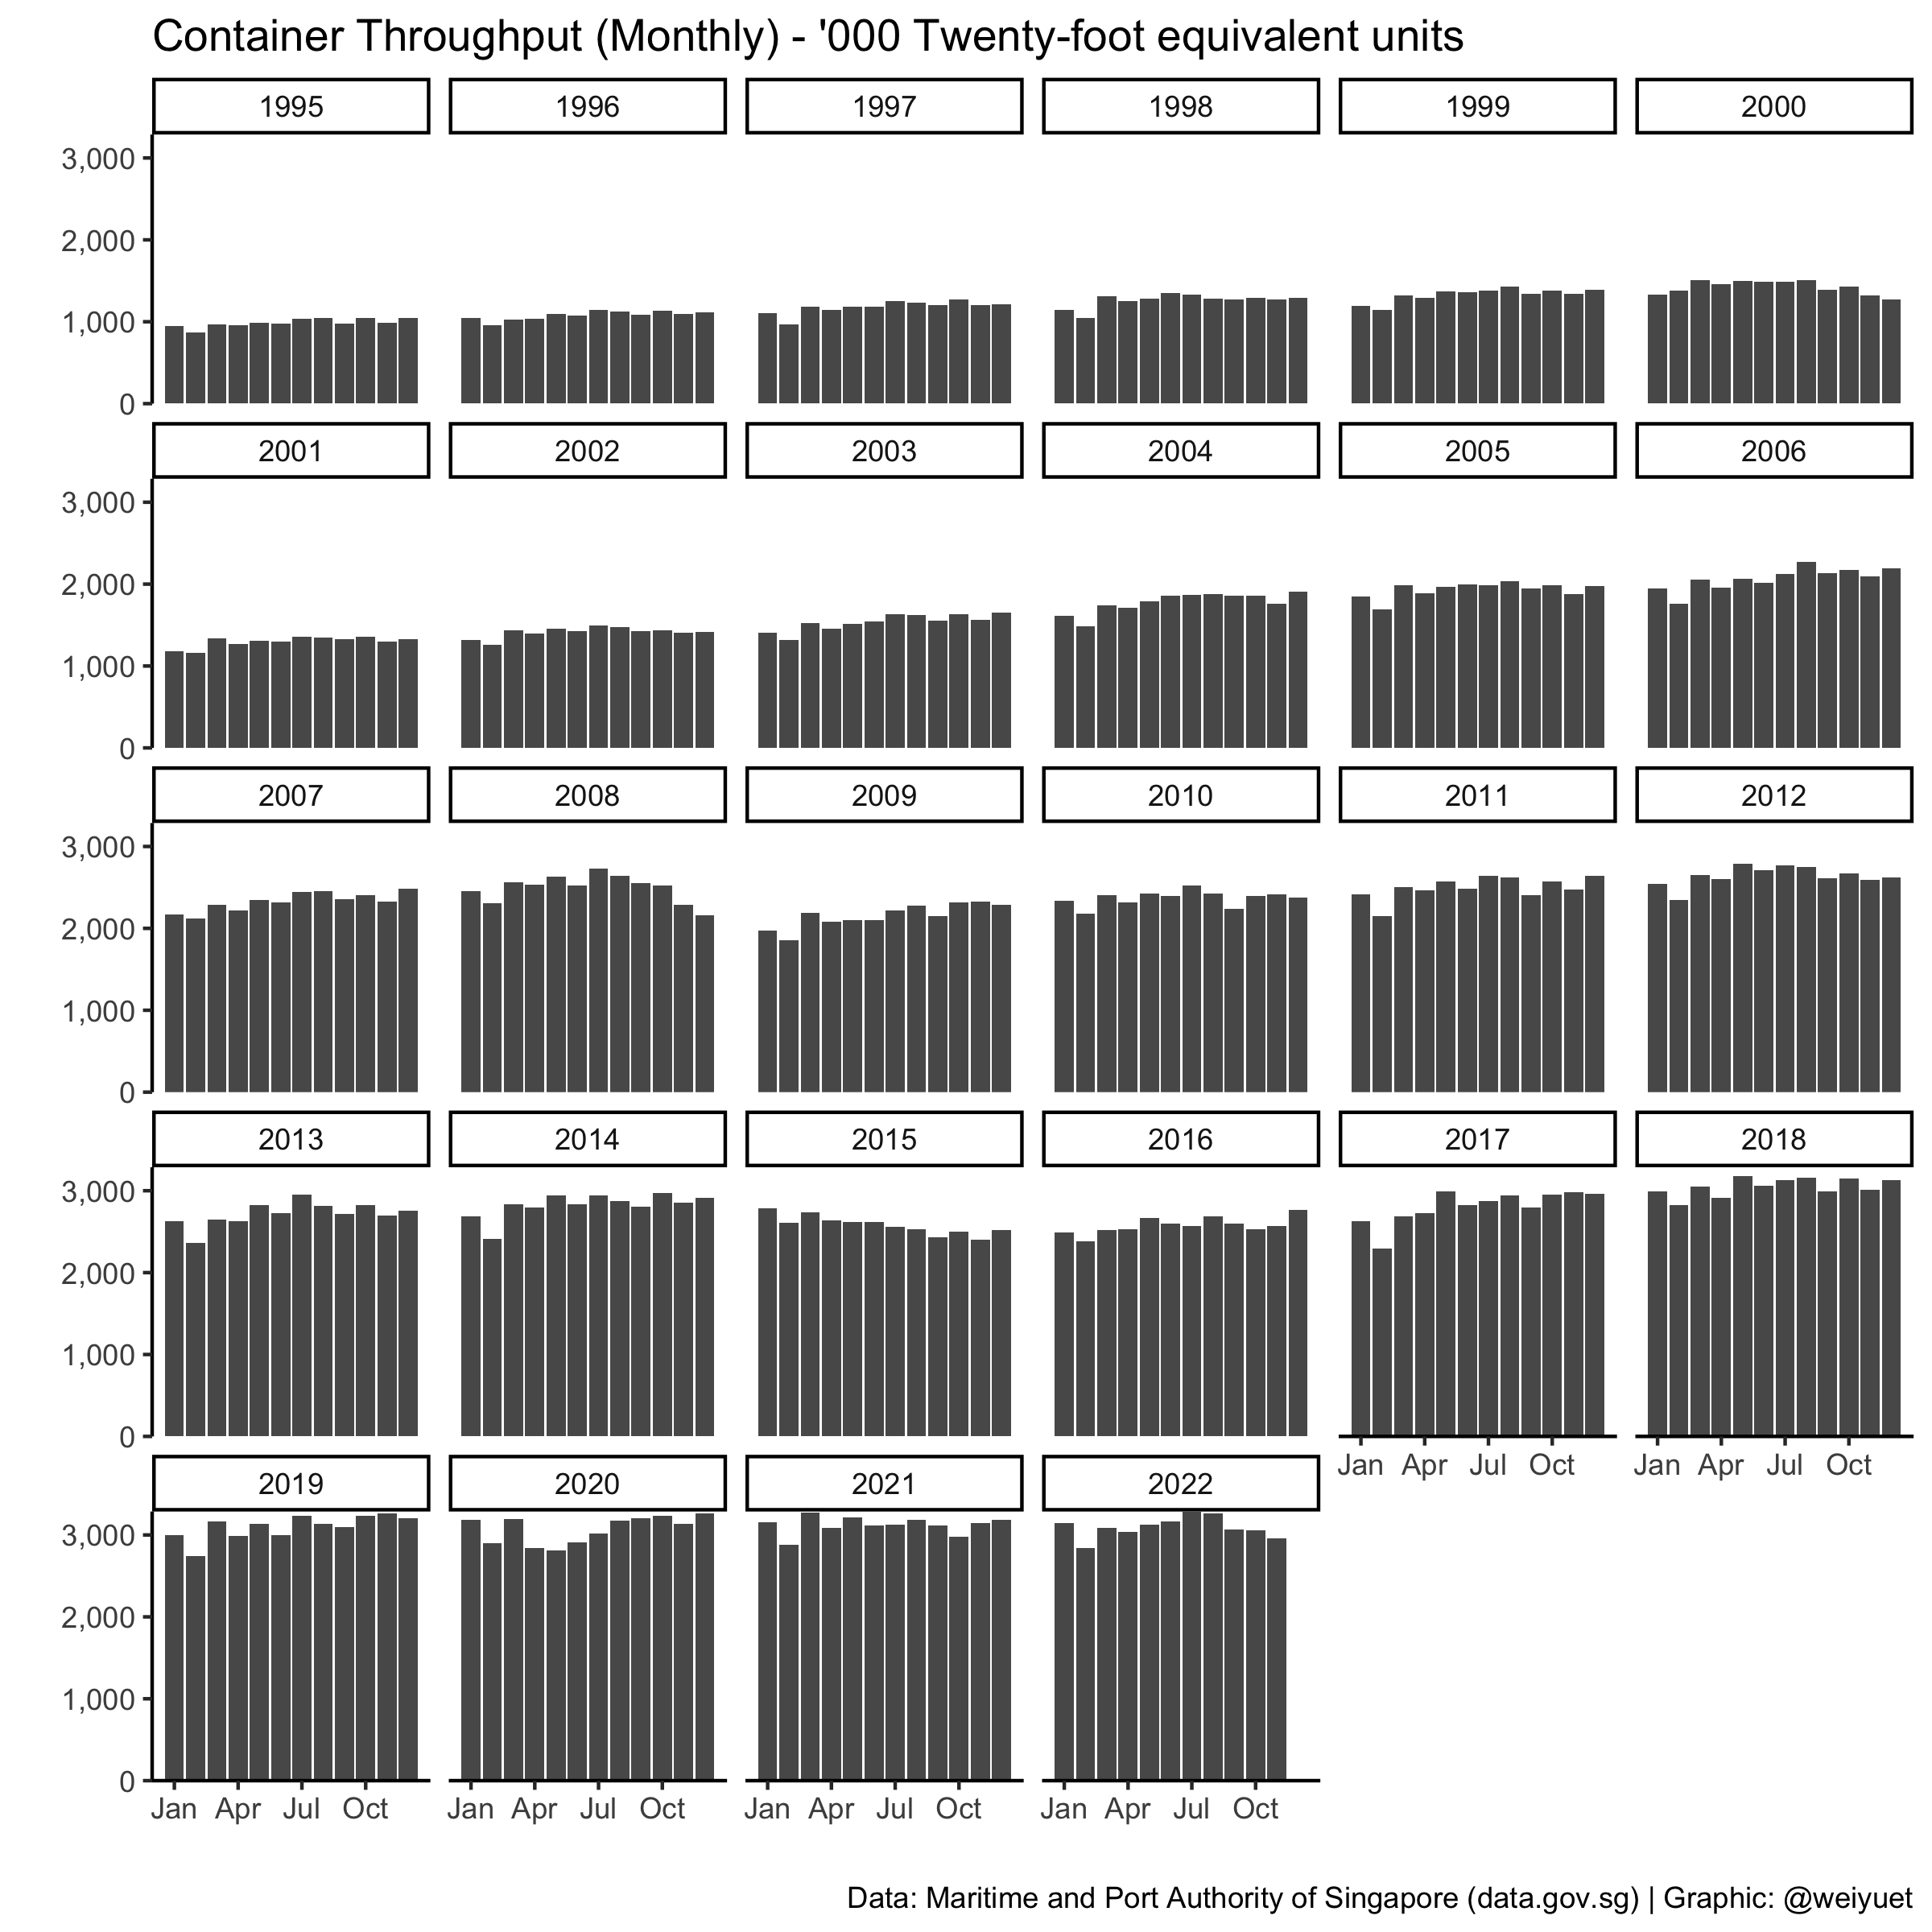 Container Throughput (Monthly) - '000 Twenty-foot equivalent units
1995 1996 1997 1998 1999 2000
3,000
2,000
1,000
0
2001 2002 2003 2004 2005 2006
3,000
2,000
1,000
0
2007 2008 2009 2010 2011 2012
3,000
2,000
1,000
0
2013 2014 2015 2016 2017 2018
3,000
2,000
1,000
0
Jan Apr Jul Oct Jan Apr Jul Oct
2019 2020 2021 2022
3,000
2,000
1,000
0
Jan Apr Jul Oct Jan Apr Jul Oct Jan Apr Jul Oct Jan Apr Jul Oct
Data: Maritime and Port Authority of Singapore (data.gov.sg) | Graphic: @weiyuet